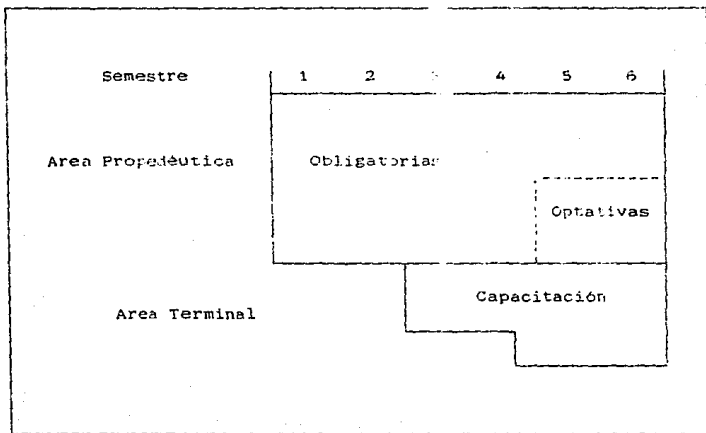 Semestre 1 2 4 5 6
Area Propedéutica Obligatorias
Optativas
Capacitación
Area Terminal